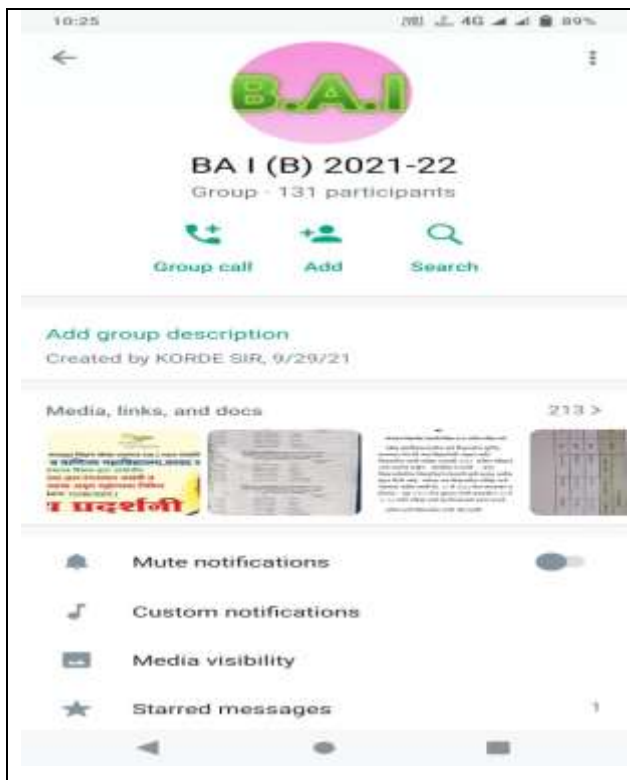 10:25
4G 89%
B.A.I
BA I (B) 2021-22
Group · 131 participants
Group call Add Search
Add group description
Created by KORDE SIR, 9/29/21
Media, links, and docs 213 >
व वाणिज्य महाविद्यालय
प्रदर्शनी
Mute notifications
Custom notifications
Media visibility
Starred messages 1